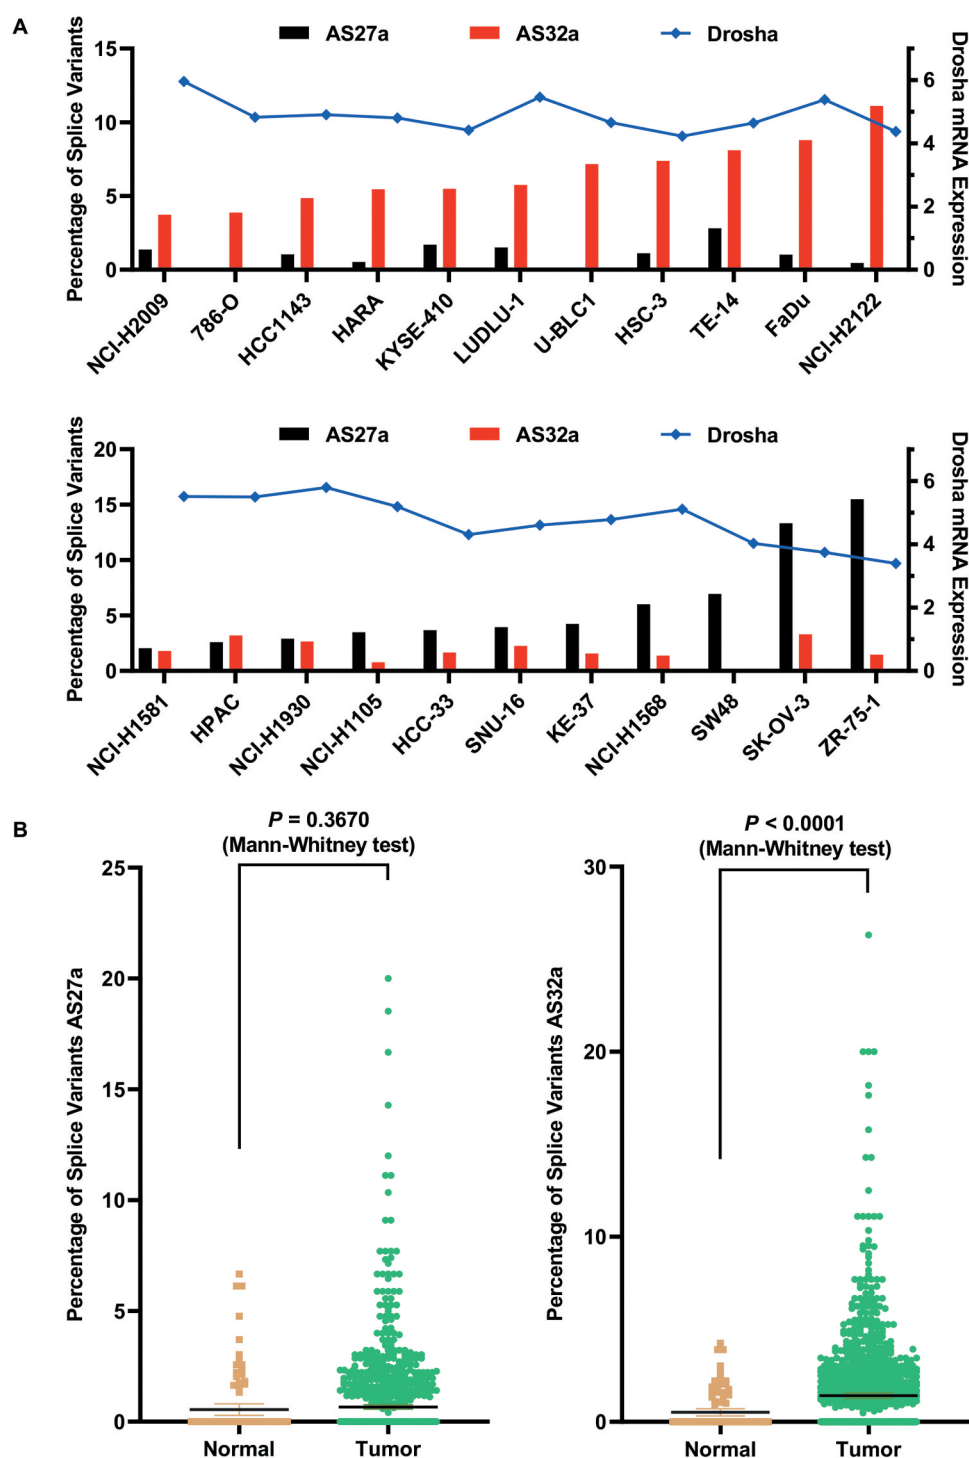 A
AS27a AS32a Drosha
Percentage of Splice Variants
15
10
5
0
Drosha mRNA Expression
6
4
2
0
NCI-H2009
786-O
HCC1143
HARA
KYSE-410
LUDLU-1
U-BLC1
HSC-3
TE-14
FaDu
NCI-H2122
AS27a AS32a Drosha
Percentage of Splice Variants
20
15
10
5
0
Drosha mRNA Expression
6
4
2
0
NCI-H1581
HPAC
NCI-H1930
NCI-H1105
HCC-33
SNU-16
KE-37
NCI-H1568
SW48
SK-OV-3
ZR-75-1
B
P = 0.3670
(Mann-Whitney test)
Percentage of Splice Variants AS27a
25
20
15
10
5
0
Normal Tumor
P < 0.0001
(Mann-Whitney test)
Percentage of Splice Variants AS32a
30
20
10
0
Normal Tumor